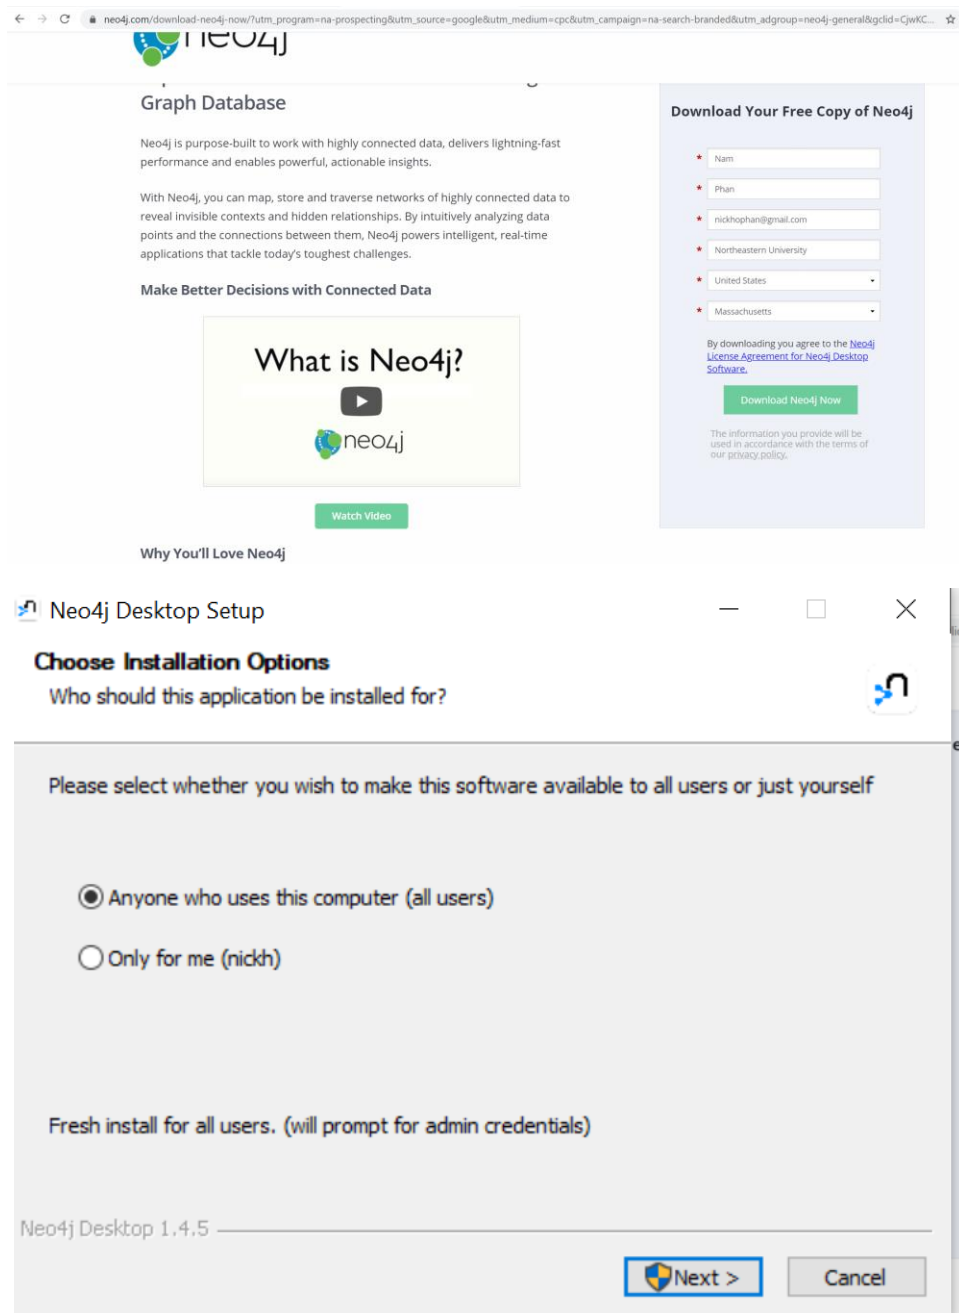 neo4j.com/download-neo4j-now/?utm_program=na-prospecting&utm_source=google&utm_medium=cpc&utm_campaign=na-search-branded&utm_adgroup=neo4j-general&gclid=CjwKC...
neo4j
Graph Database
Neo4j is purpose-built to work with highly connected data, delivers lightning-fast
performance and enables powerful, actionable insights.
With Neo4j, you can map, store and traverse networks of highly connected data to
reveal invisible contexts and hidden relationships. By intuitively analyzing data
points and the connections between them, Neo4j powers intelligent, real-time
applications that tackle today's toughest challenges.
Make Better Decisions with Connected Data
What is Neo4j?
neo4j
Watch Video
Why You'll Love Neo4j
Download Your Free Copy of Neo4j
* Nam
* Phan
* nickhophan@gmail.com
* Northeastern University
* United States
* Massachusetts
By downloading you agree to the Neo4j
License Agreement for Neo4j Desktop
Software.
Download Neo4j Now
The information you provide will be
used in accordance with the terms of
our privacy policy.
Neo4j Desktop Setup
Choose Installation Options
Who should this application be installed for?
Please select whether you wish to make this software available to all users or just yourself
Anyone who uses this computer (all users)
Only for me (nickh)
Fresh install for all users. (will prompt for admin credentials)
Neo4j Desktop 1.4.5
Next >
Cancel